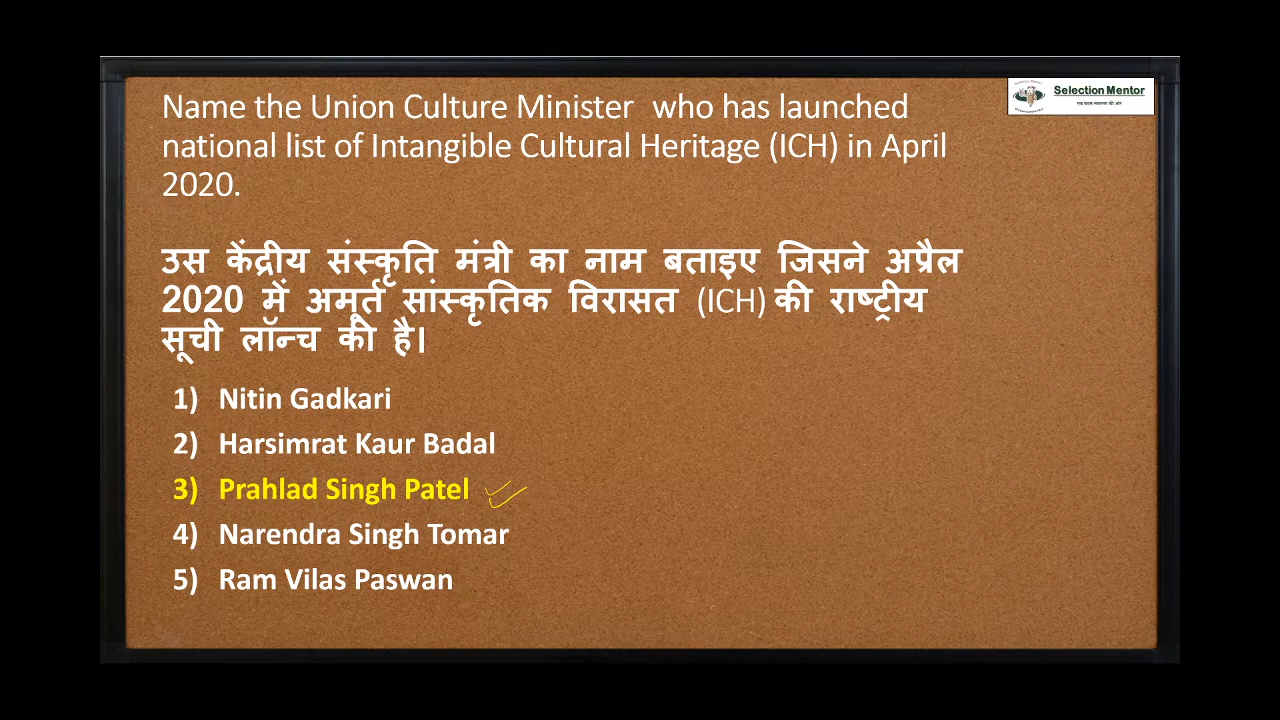 Selection Mentor
Name the Union Culture Minister who has launched
national list of Intangible Cultural Heritage (ICH) in April
2020.
उस केंद्रीय संस्कृति मंत्री का नाम बताइए जिसने अप्रैल
2020 में अमूर्त सांस्कृतिक विरासत (ICH) की राष्ट्रीय
सूची लॉन्च की है।
1) Nitin Gadkari
2) Harsimrat Kaur Badal
3) Prahlad Singh Patel
4) Narendra Singh Tomar
5) Ram Vilas Paswan